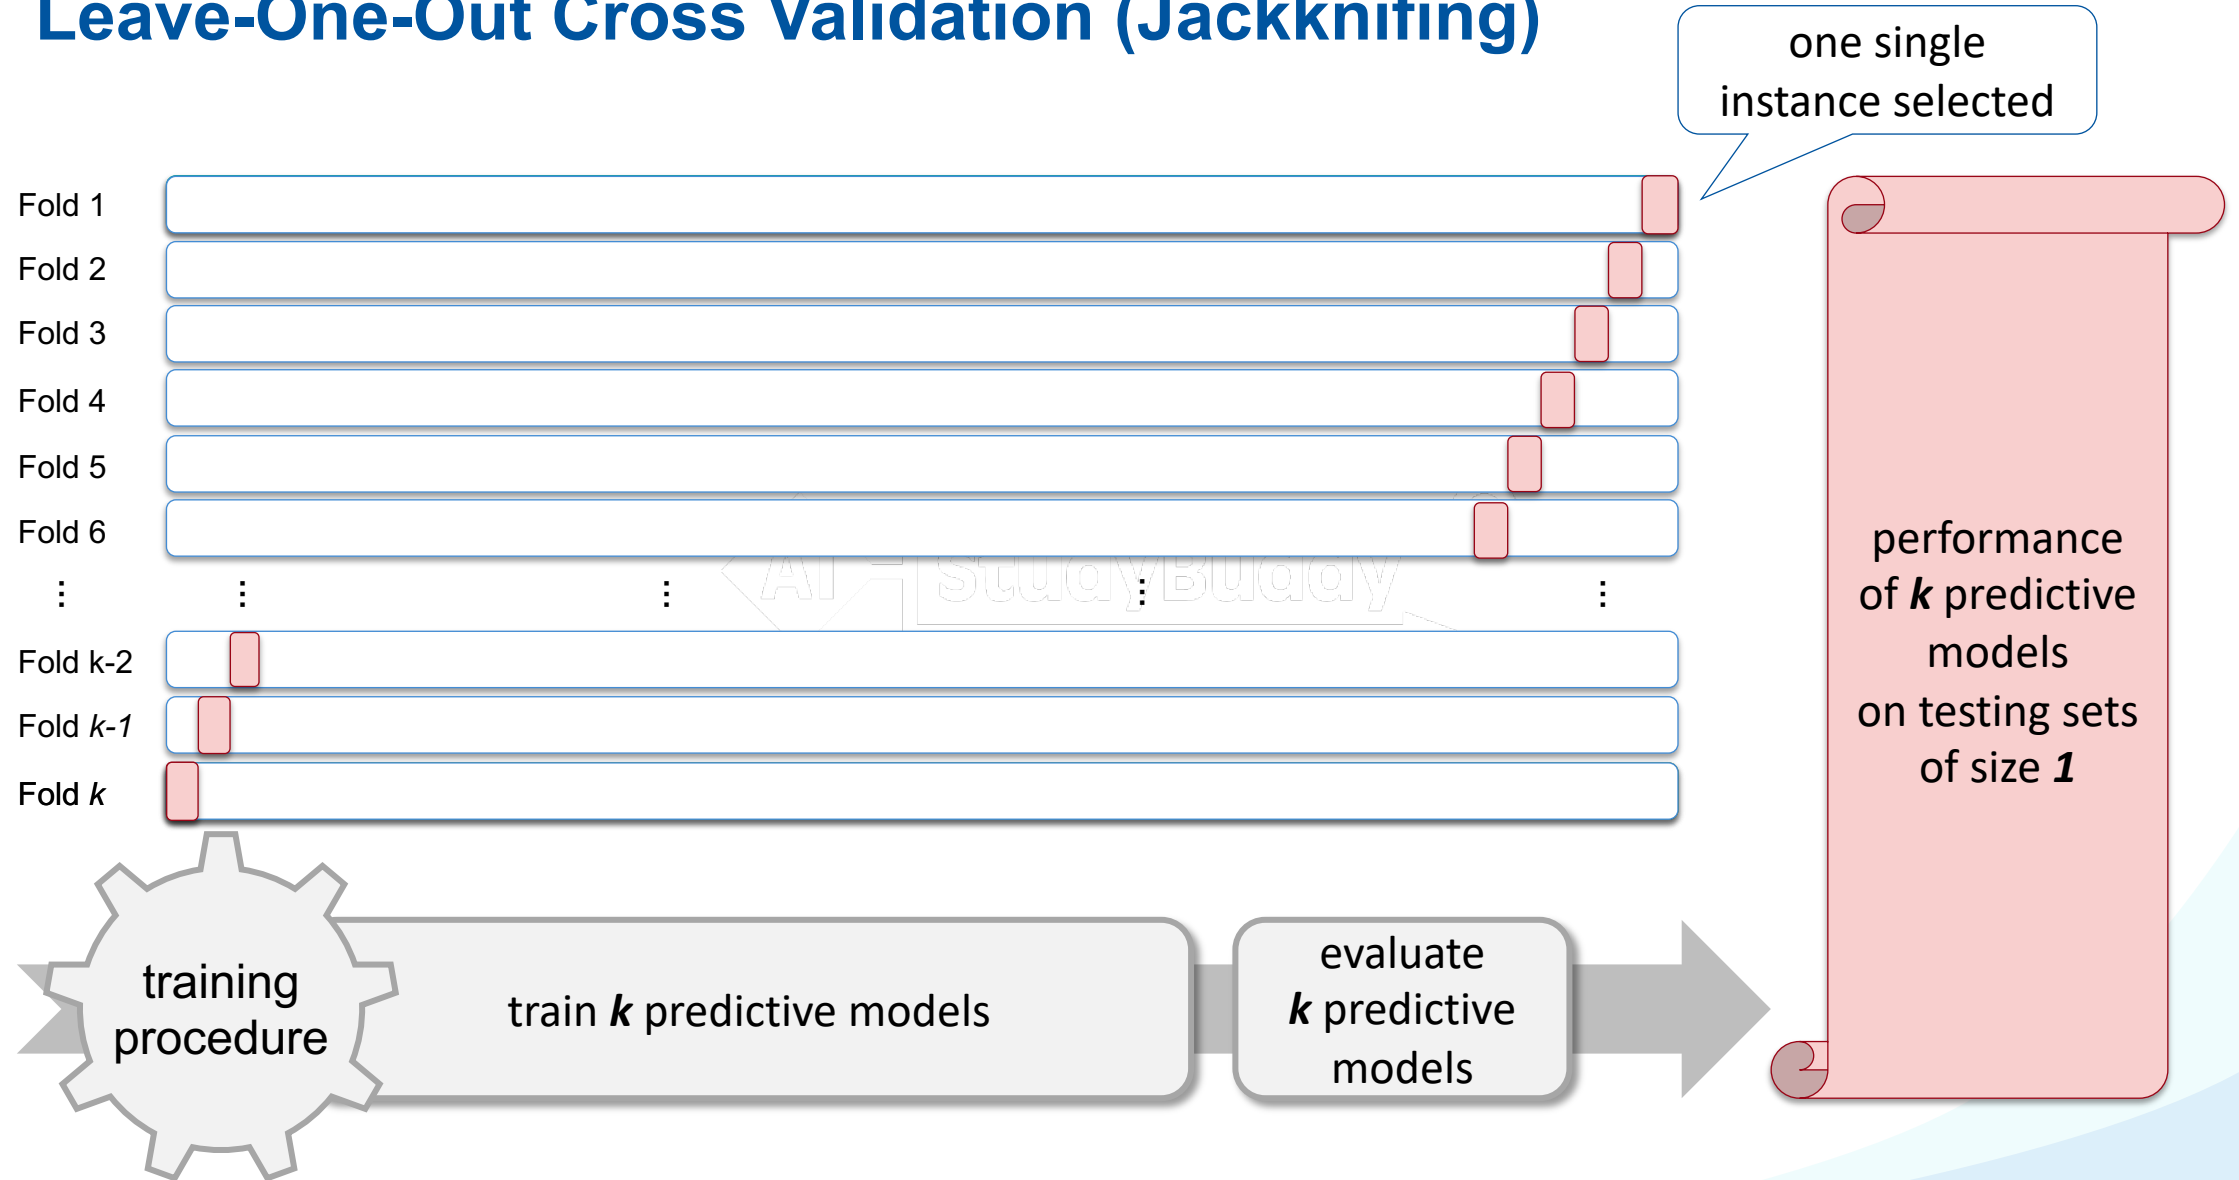 Leave-One-Out Cross Validation (Jackknifing)
one single
instance selected
Fold 1
Fold 2
Fold 3
Fold 4
Fold 5
Fold 6
AI StudyBuddy
⋮ ⋮ ⋮ ⋮ ⋮
Fold k-2
Fold k-1
Fold k
training
procedure
train k predictive models
evaluate
k predictive
models
performance
of k predictive
models
on testing sets
of size 1